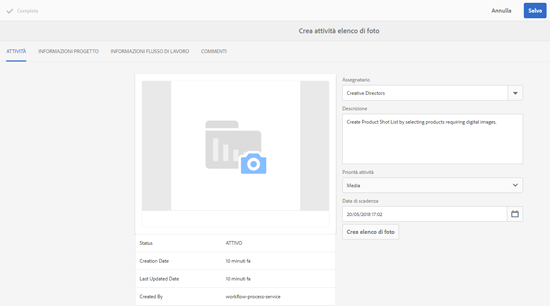 Complete
Annulla
Salva
Crea attività elenco di foto
ATTIVITÀ
INFORMAZIONI PROGETTO
INFORMAZIONI FLUSSO DI LAVORO
COMMENTI
Assegnatario
Creative Directors
Descrizione
Create Product Shot List by selecting products requiring digital images.
Priorità attività
Media
Data di scadenza
20/05/2018 17:02
Crea elenco di foto
Status ATTIVO
Creation Date 10 minuti fa
Last Updated Date 10 minuti fa
Created By workflow-process-service